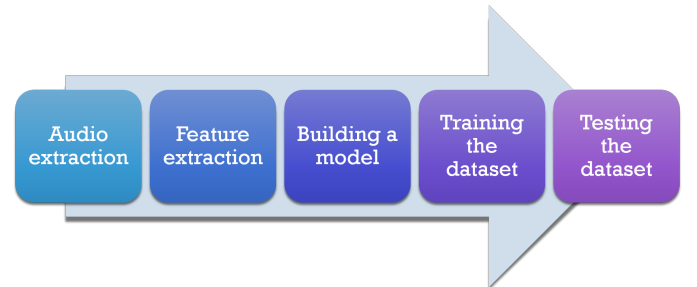 Audio
extraction
Feature
extraction
Building a
model
Training
the
dataset
Testing
the
dataset